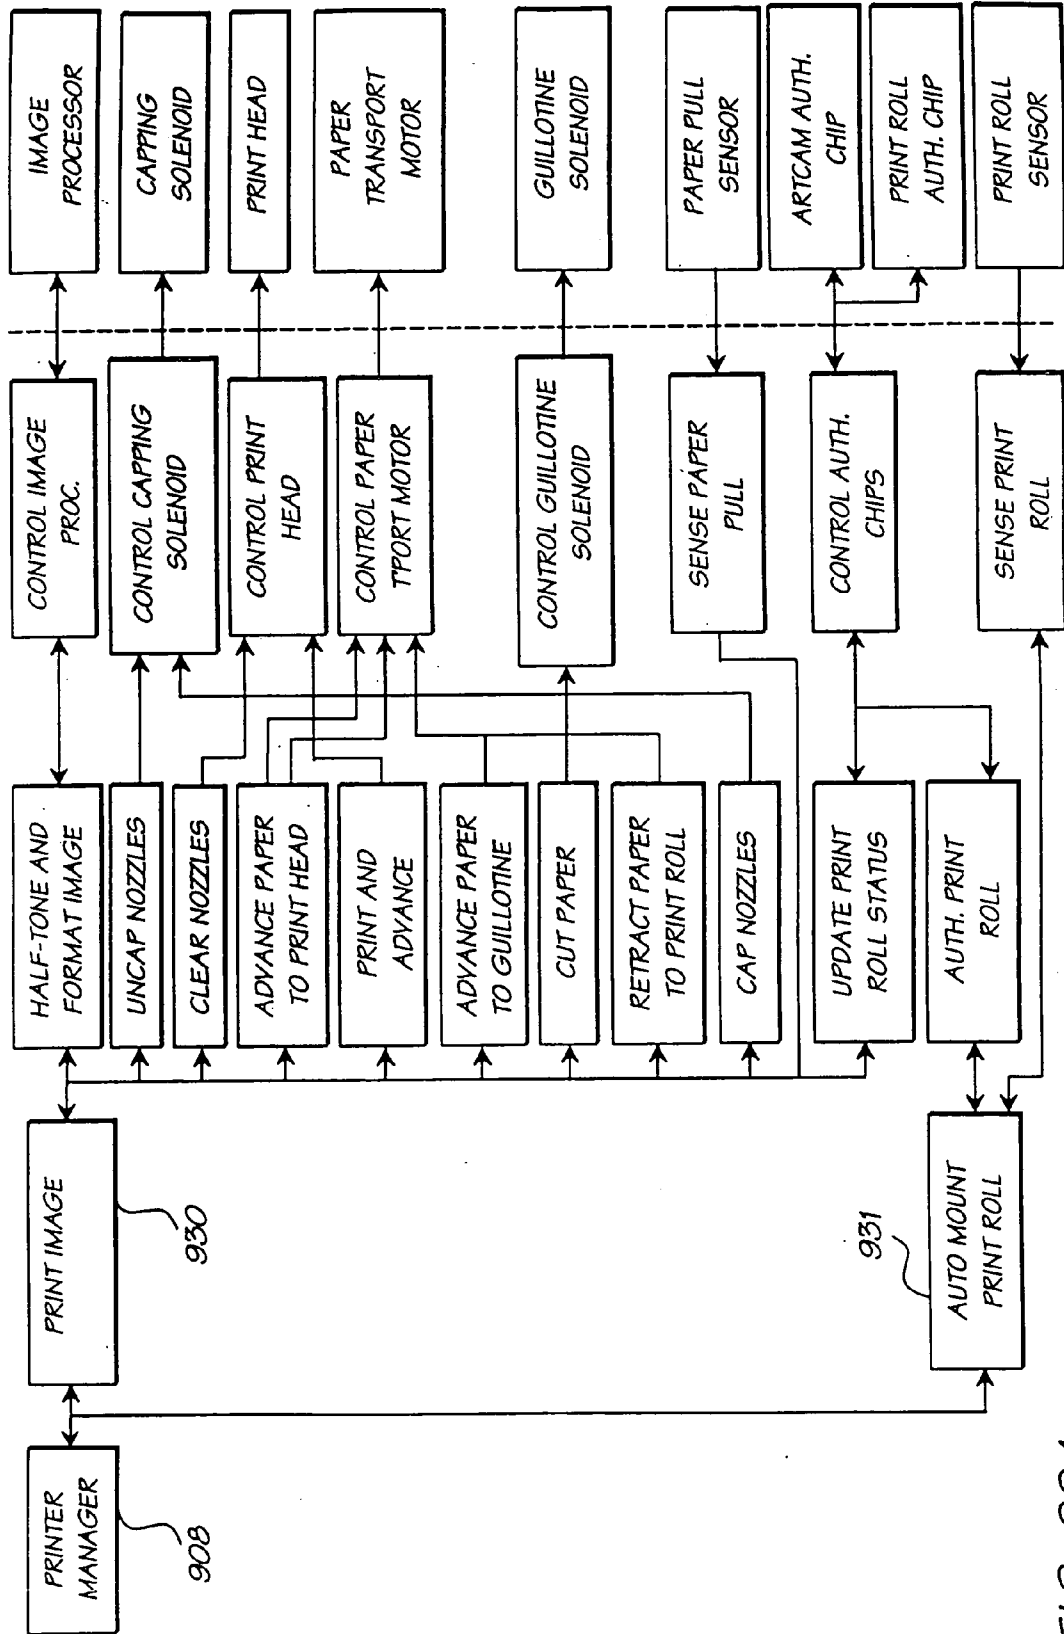 PRINTER
MANAGER
908
PRINT IMAGE
930
AUTO MOUNT
PRINT ROLL
931
HALF-TONE AND
FORMAT IMAGE
UNCAP NOZZLES
CLEAR NOZZLES
ADVANCE PAPER
TO PRINT HEAD
PRINT AND
ADVANCE
ADVANCE PAPER
TO GUILLOTINE
CUT PAPER
RETRACT PAPER
TO PRINT ROLL
CAP NOZZLES
UPDATE PRINT
ROLL STATUS
AUTH. PRINT
ROLL
CONTROL IMAGE
PROC.
CONTROL CAPPING
SOLENOID
CONTROL PRINT
HEAD
CONTROL PAPER
TPORT MOTOR
CONTROL GUILLOTINE
SOLENOID
SENSE PAPER
PULL
CONTROL AUTH.
CHIPS
SENSE PRINT
ROLL
IMAGE
PROCESSOR
CAPPING
SOLENOID
PRINT HEAD
PAPER
TRANSPORT
MOTOR
GUILLOTINE
SOLENOID
PAPER PULL
SENSOR
ARTCAM AUTH.
CHIP
PRINT ROLL
AUTH. CHIP
PRINT ROLL
SENSOR
FIG.